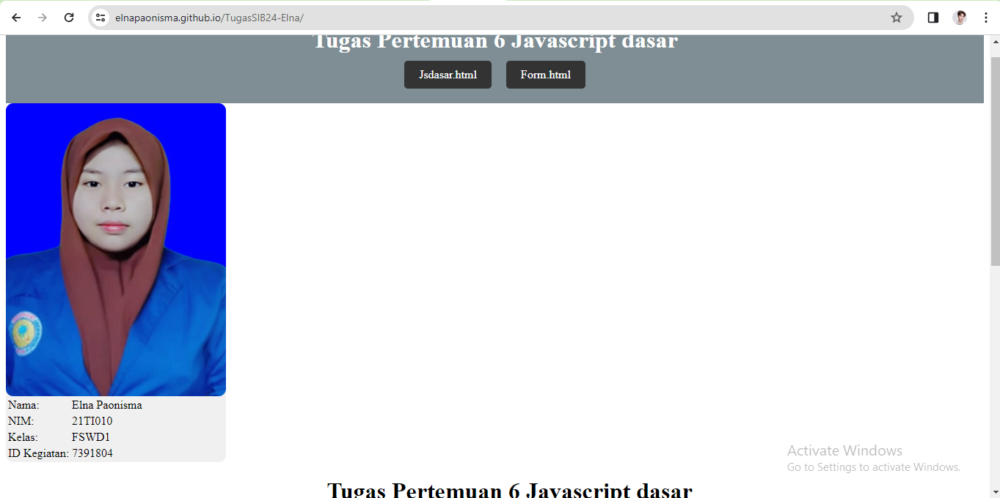 elnapaonisma.github.io/TugasSIB24-Elna/
Tugas Pertemuan 6 Javascript dasar
Jsdasar.html Form.html
Nama: Elna Paonisma
NIM: 21TI010
Kelas: FSWD1
ID Kegiatan: 7391804
Activate Windows
Go to Settings to activate Windows.
Tugas Pertemuan 6 Javascript dasar